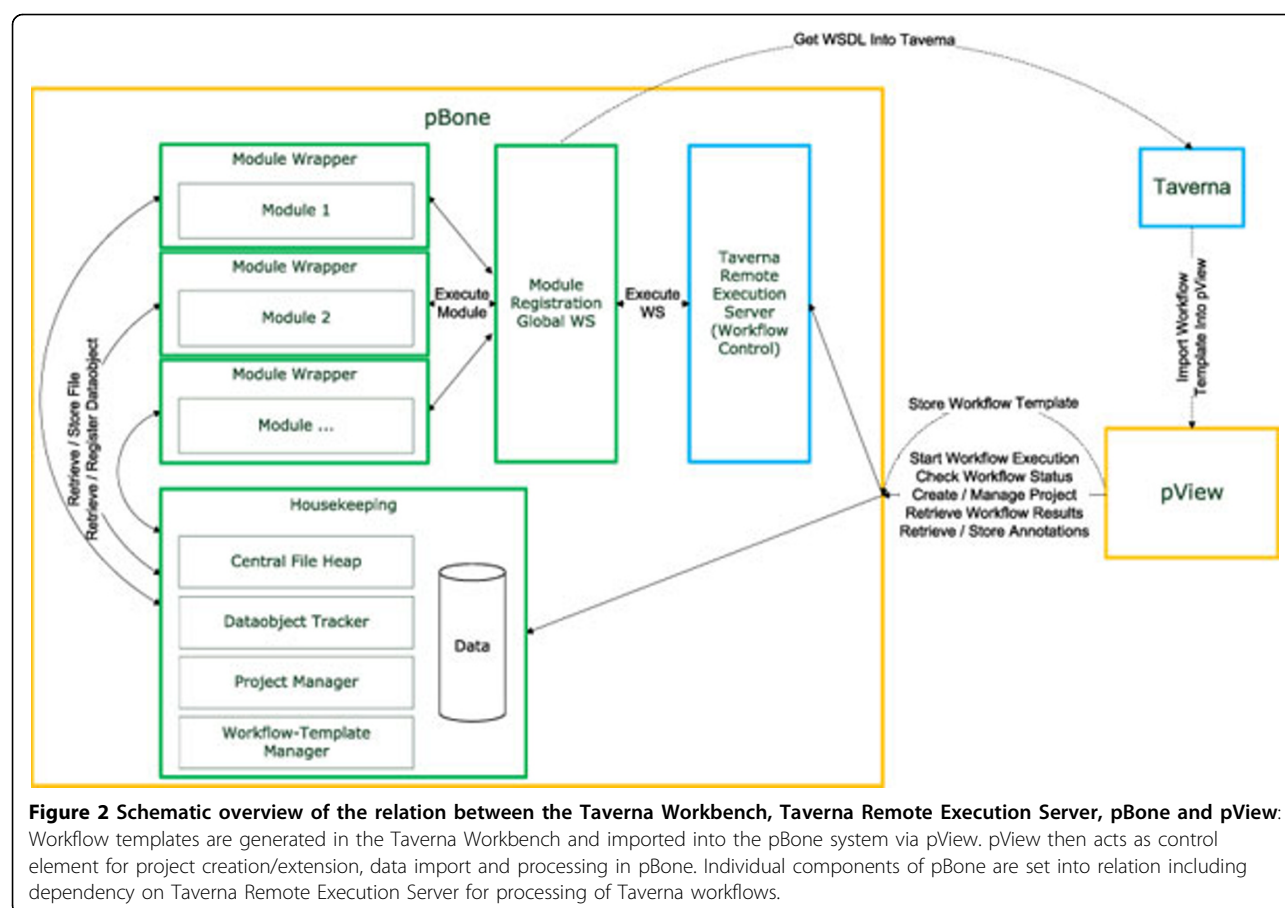 Get WSDL Into Taverna
pBone
Module Wrapper
Module 1
Module Wrapper
Module 2
Module Wrapper
Module ...
Execute
Module
Module
Registration
Global WS
Execute
WS
Taverna
Remote
Execution
Server
(Workflow
Control)
Taverna
Import Workflow
Template Into pView
Retrieve / Store File
Retrieve / Register Dataobject
Store Workflow Template
Start Workflow Execution
Check Workflow Status
Create / Manage Project
Retrieve Workflow Results
Retrieve / Store Annotations
pView
Housekeeping
Central File Heap
Dataobject Tracker
Project Manager
Workflow-Template
Manager
Data
Figure 2 Schematic overview of the relation between the Taverna Workbench, Taverna Remote Execution Server, pBone and pView:
Workflow templates are generated in the Taverna Workbench and imported into the pBone system via pView. pView then acts as control
element for project creation/extension, data import and processing in pBone. Individual components of pBone are set into relation including
dependency on Taverna Remote Execution Server for processing of Taverna workflows.